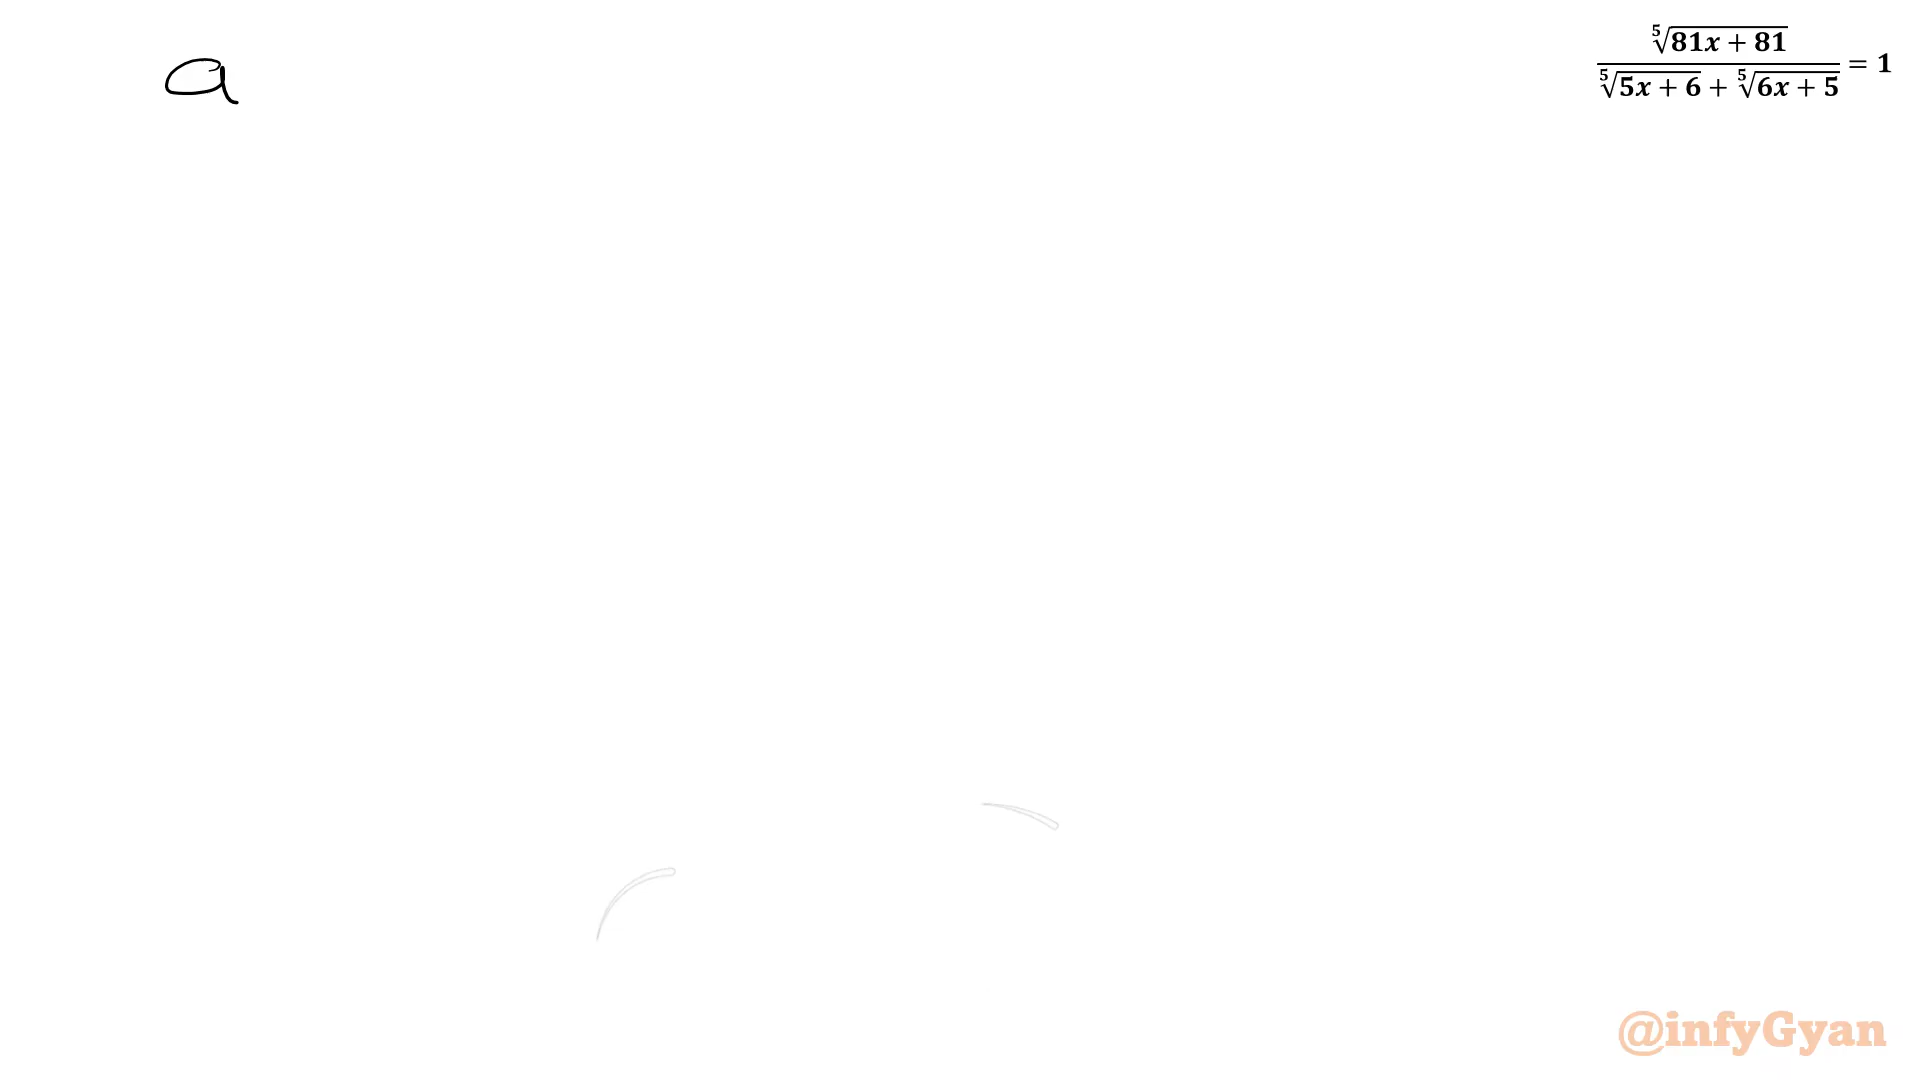 a
⁵√(81x + 81) / (⁵√(5x + 6) + ⁵√(6x + 5)) = 1
@infyGyan